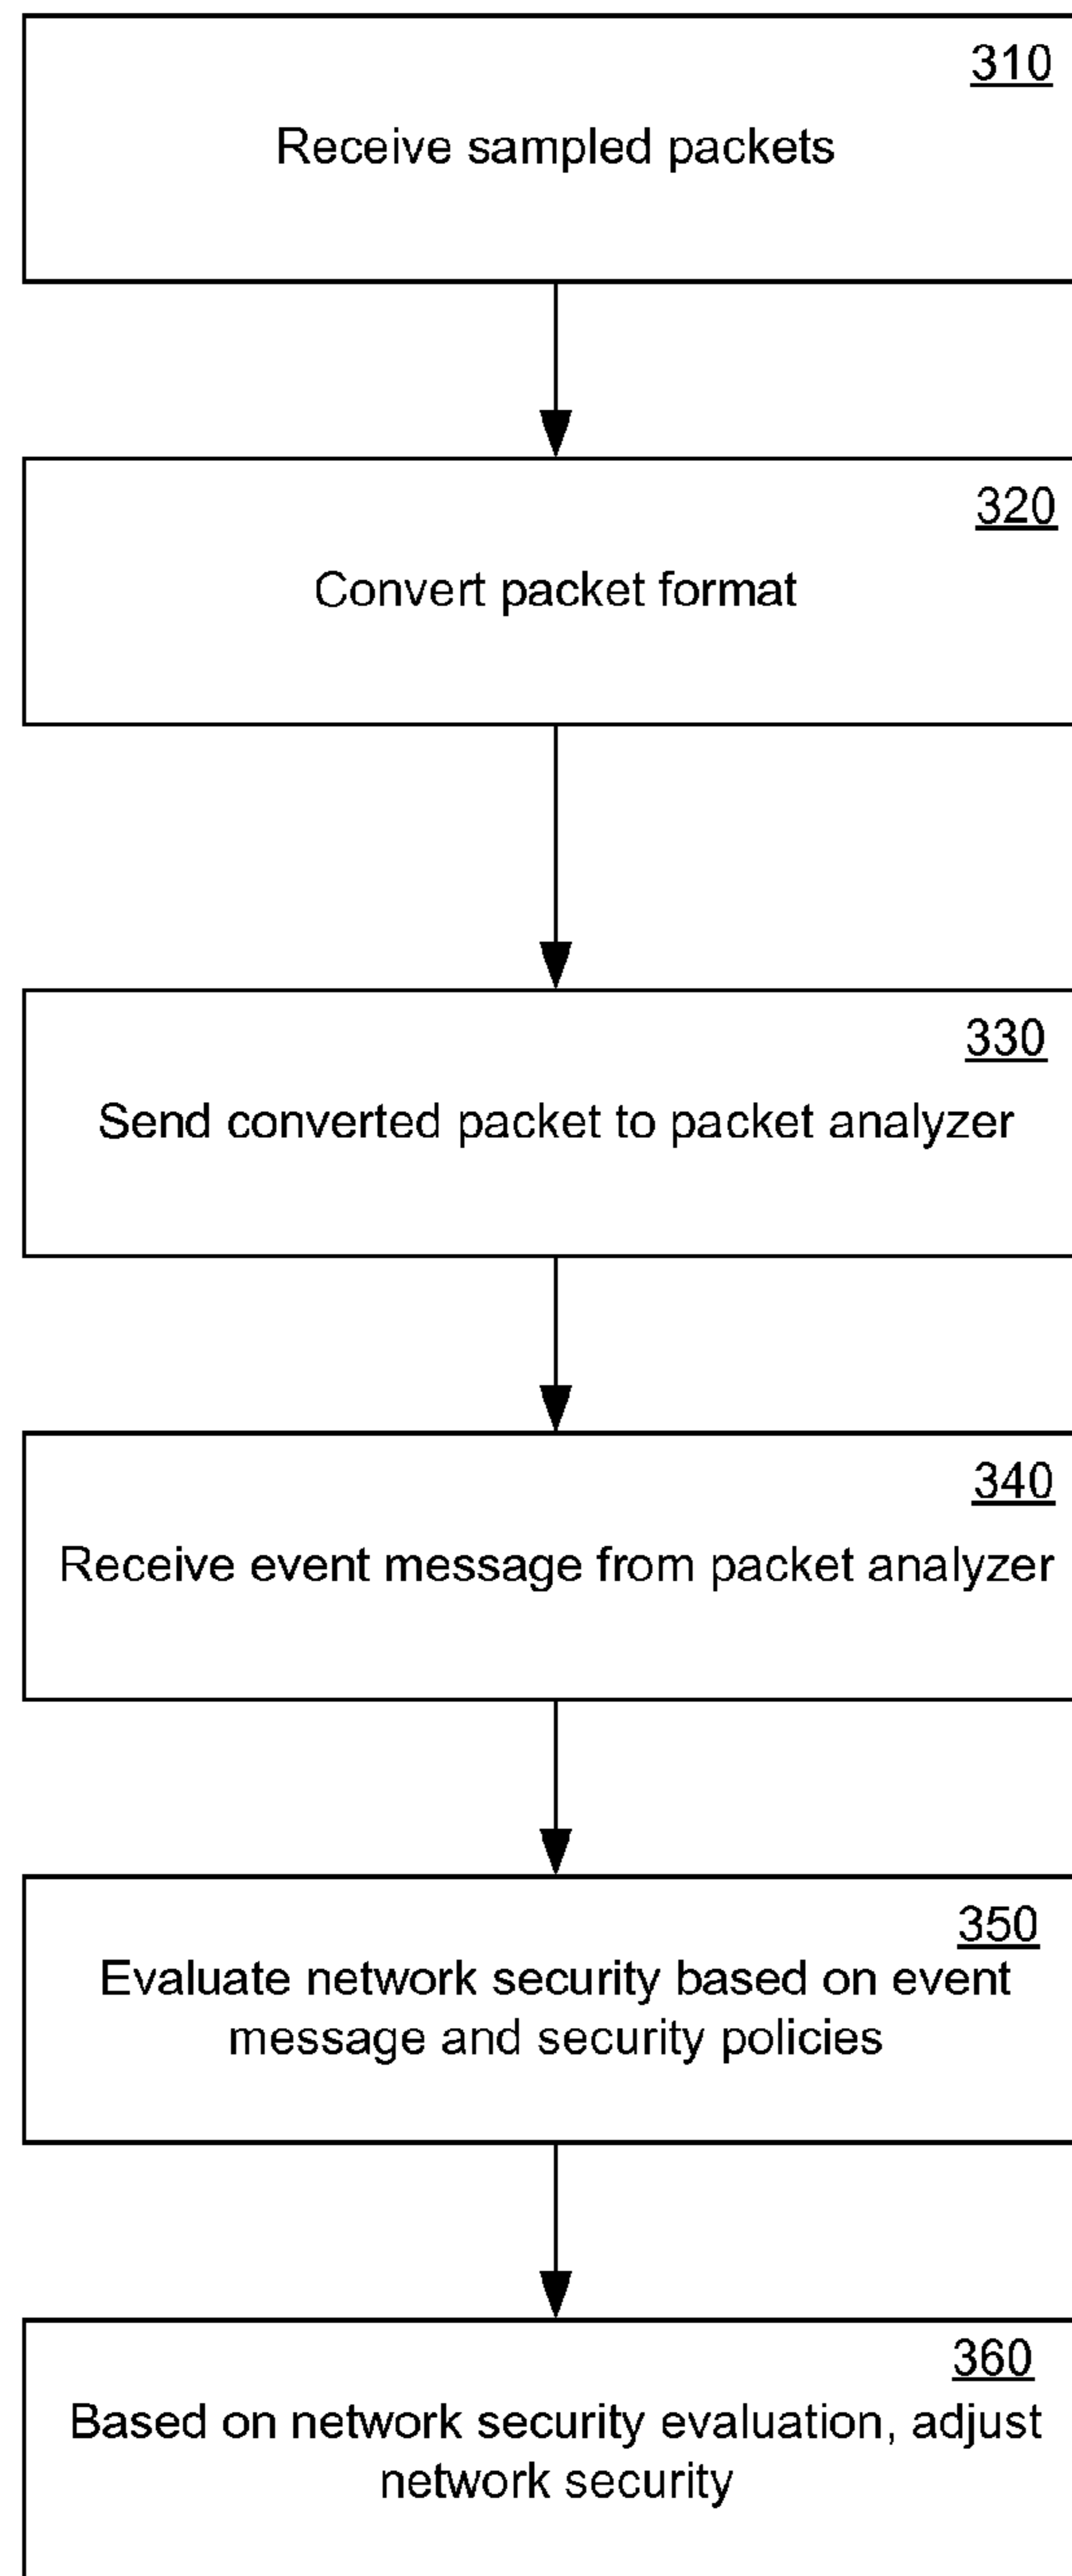 310
Receive sampled packets
320
Convert packet format
330
Send converted packet to packet analyzer
340
Receive event message from packet analyzer
350
Evaluate network security based on event
message and security policies
360
Based on network security evaluation, adjust
network security